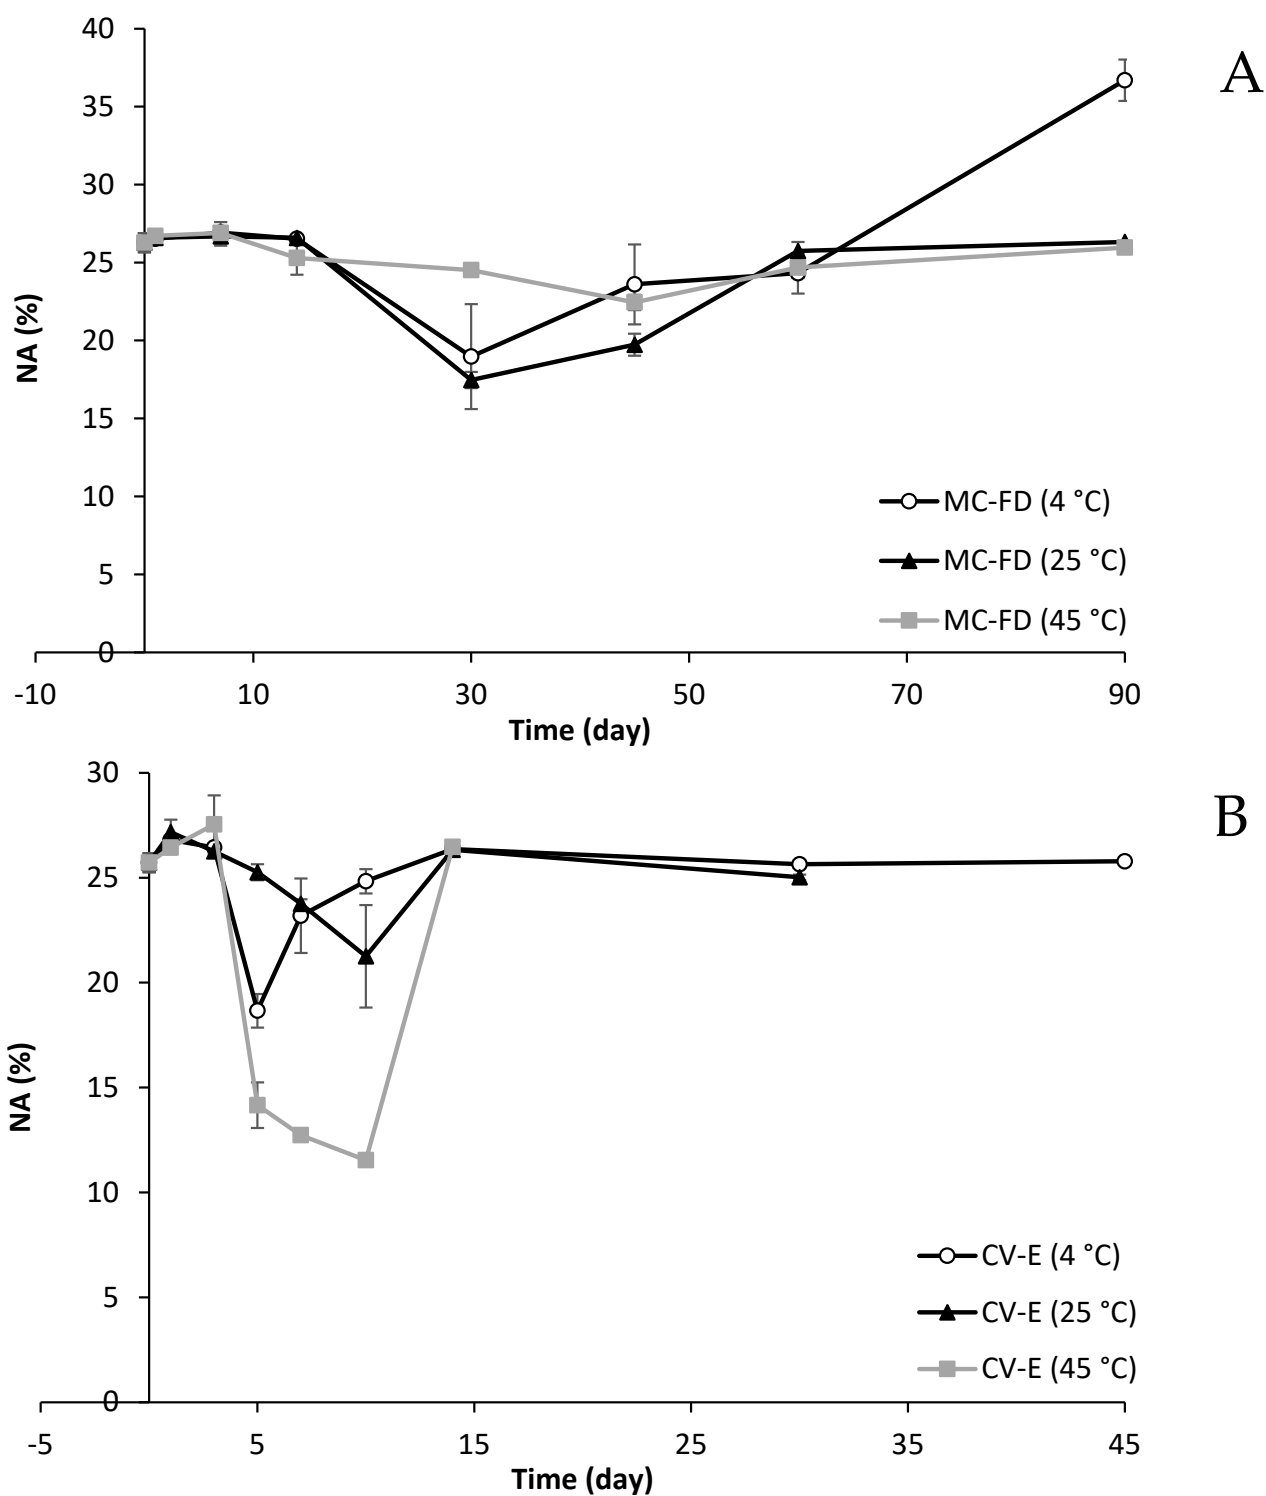 A
40
35
30
25
20
15
10
5
0
NA (%)
MC-FD (4 °C)
MC-FD (25 °C)
MC-FD (45 °C)
-10 10 30 50 70 90
Time (day)
B
30
25
20
15
10
5
0
NA (%)
CV-E (4 °C)
CV-E (25 °C)
CV-E (45 °C)
-5 5 15 25 35 45
Time (day)